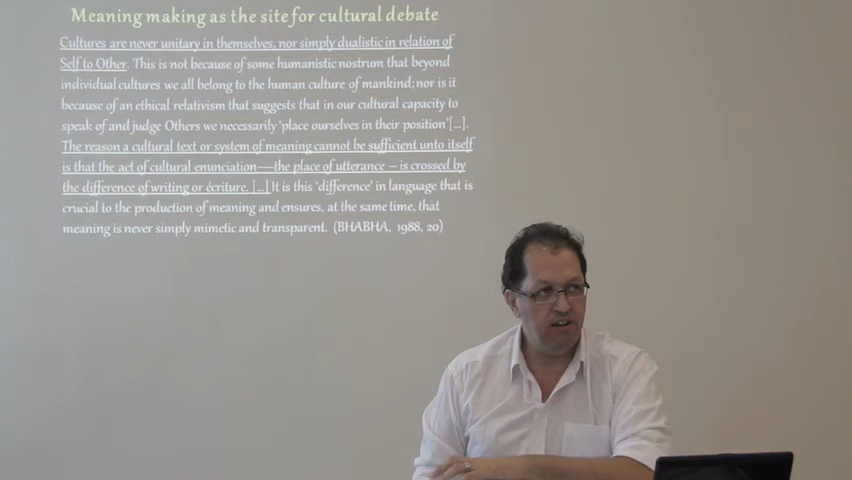 Meaning making as the site for cultural debate
Cultures are never unitary in themselves, nor simply dualistic in relation of
Self to Other. This is not because of some humanistic nostrum that beyond
individual cultures we all belong to the human culture of mankind; nor is it
because of an ethical relativism that suggests that in our cultural capacity to
speak of and judge Others we necessarily 'place ourselves in their position'[...].
The reason a cultural text or system of meaning cannot be sufficient unto itself
is that the act of cultural enunciation—the place of utterance – is crossed by
the difference of writing or écriture. [...] It is this 'difference' in language that is
crucial to the production of meaning and ensures, at the same time, that
meaning is never simply mimetic and transparent. (BHABHA, 1988, 20)